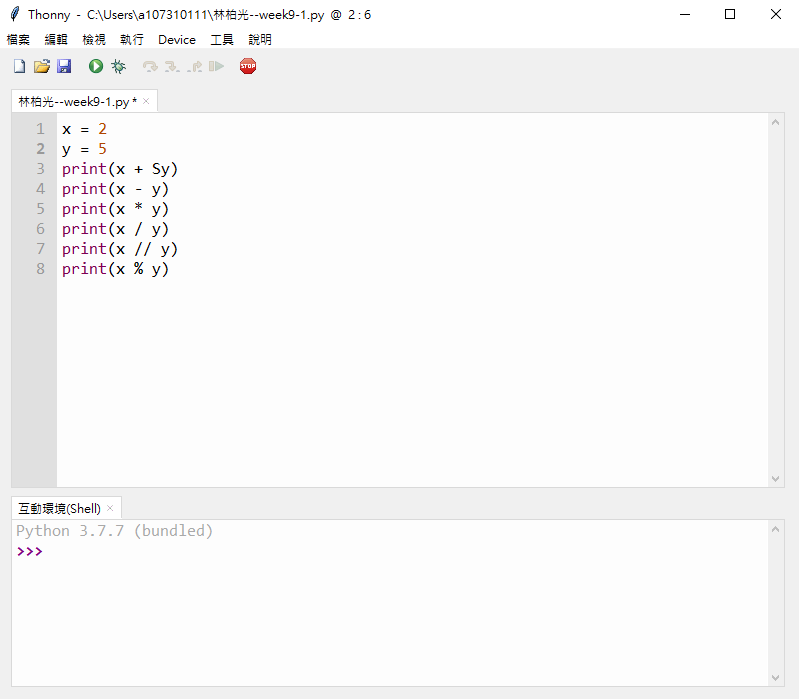 Thonny - C:\Users\a107310111\林柏光--week9-1.py @ 2 : 6
檔案 編輯 檢視 執行 Device 工具 說明
STOP
林柏光--week9-1.py * ×
1 x = 2
2 y = 5
3 print(x + Sy)
4 print(x - y)
5 print(x * y)
6 print(x / y)
7 print(x // y)
8 print(x % y)
互動環境(Shell) ×
Python 3.7.7 (bundled)
>>>